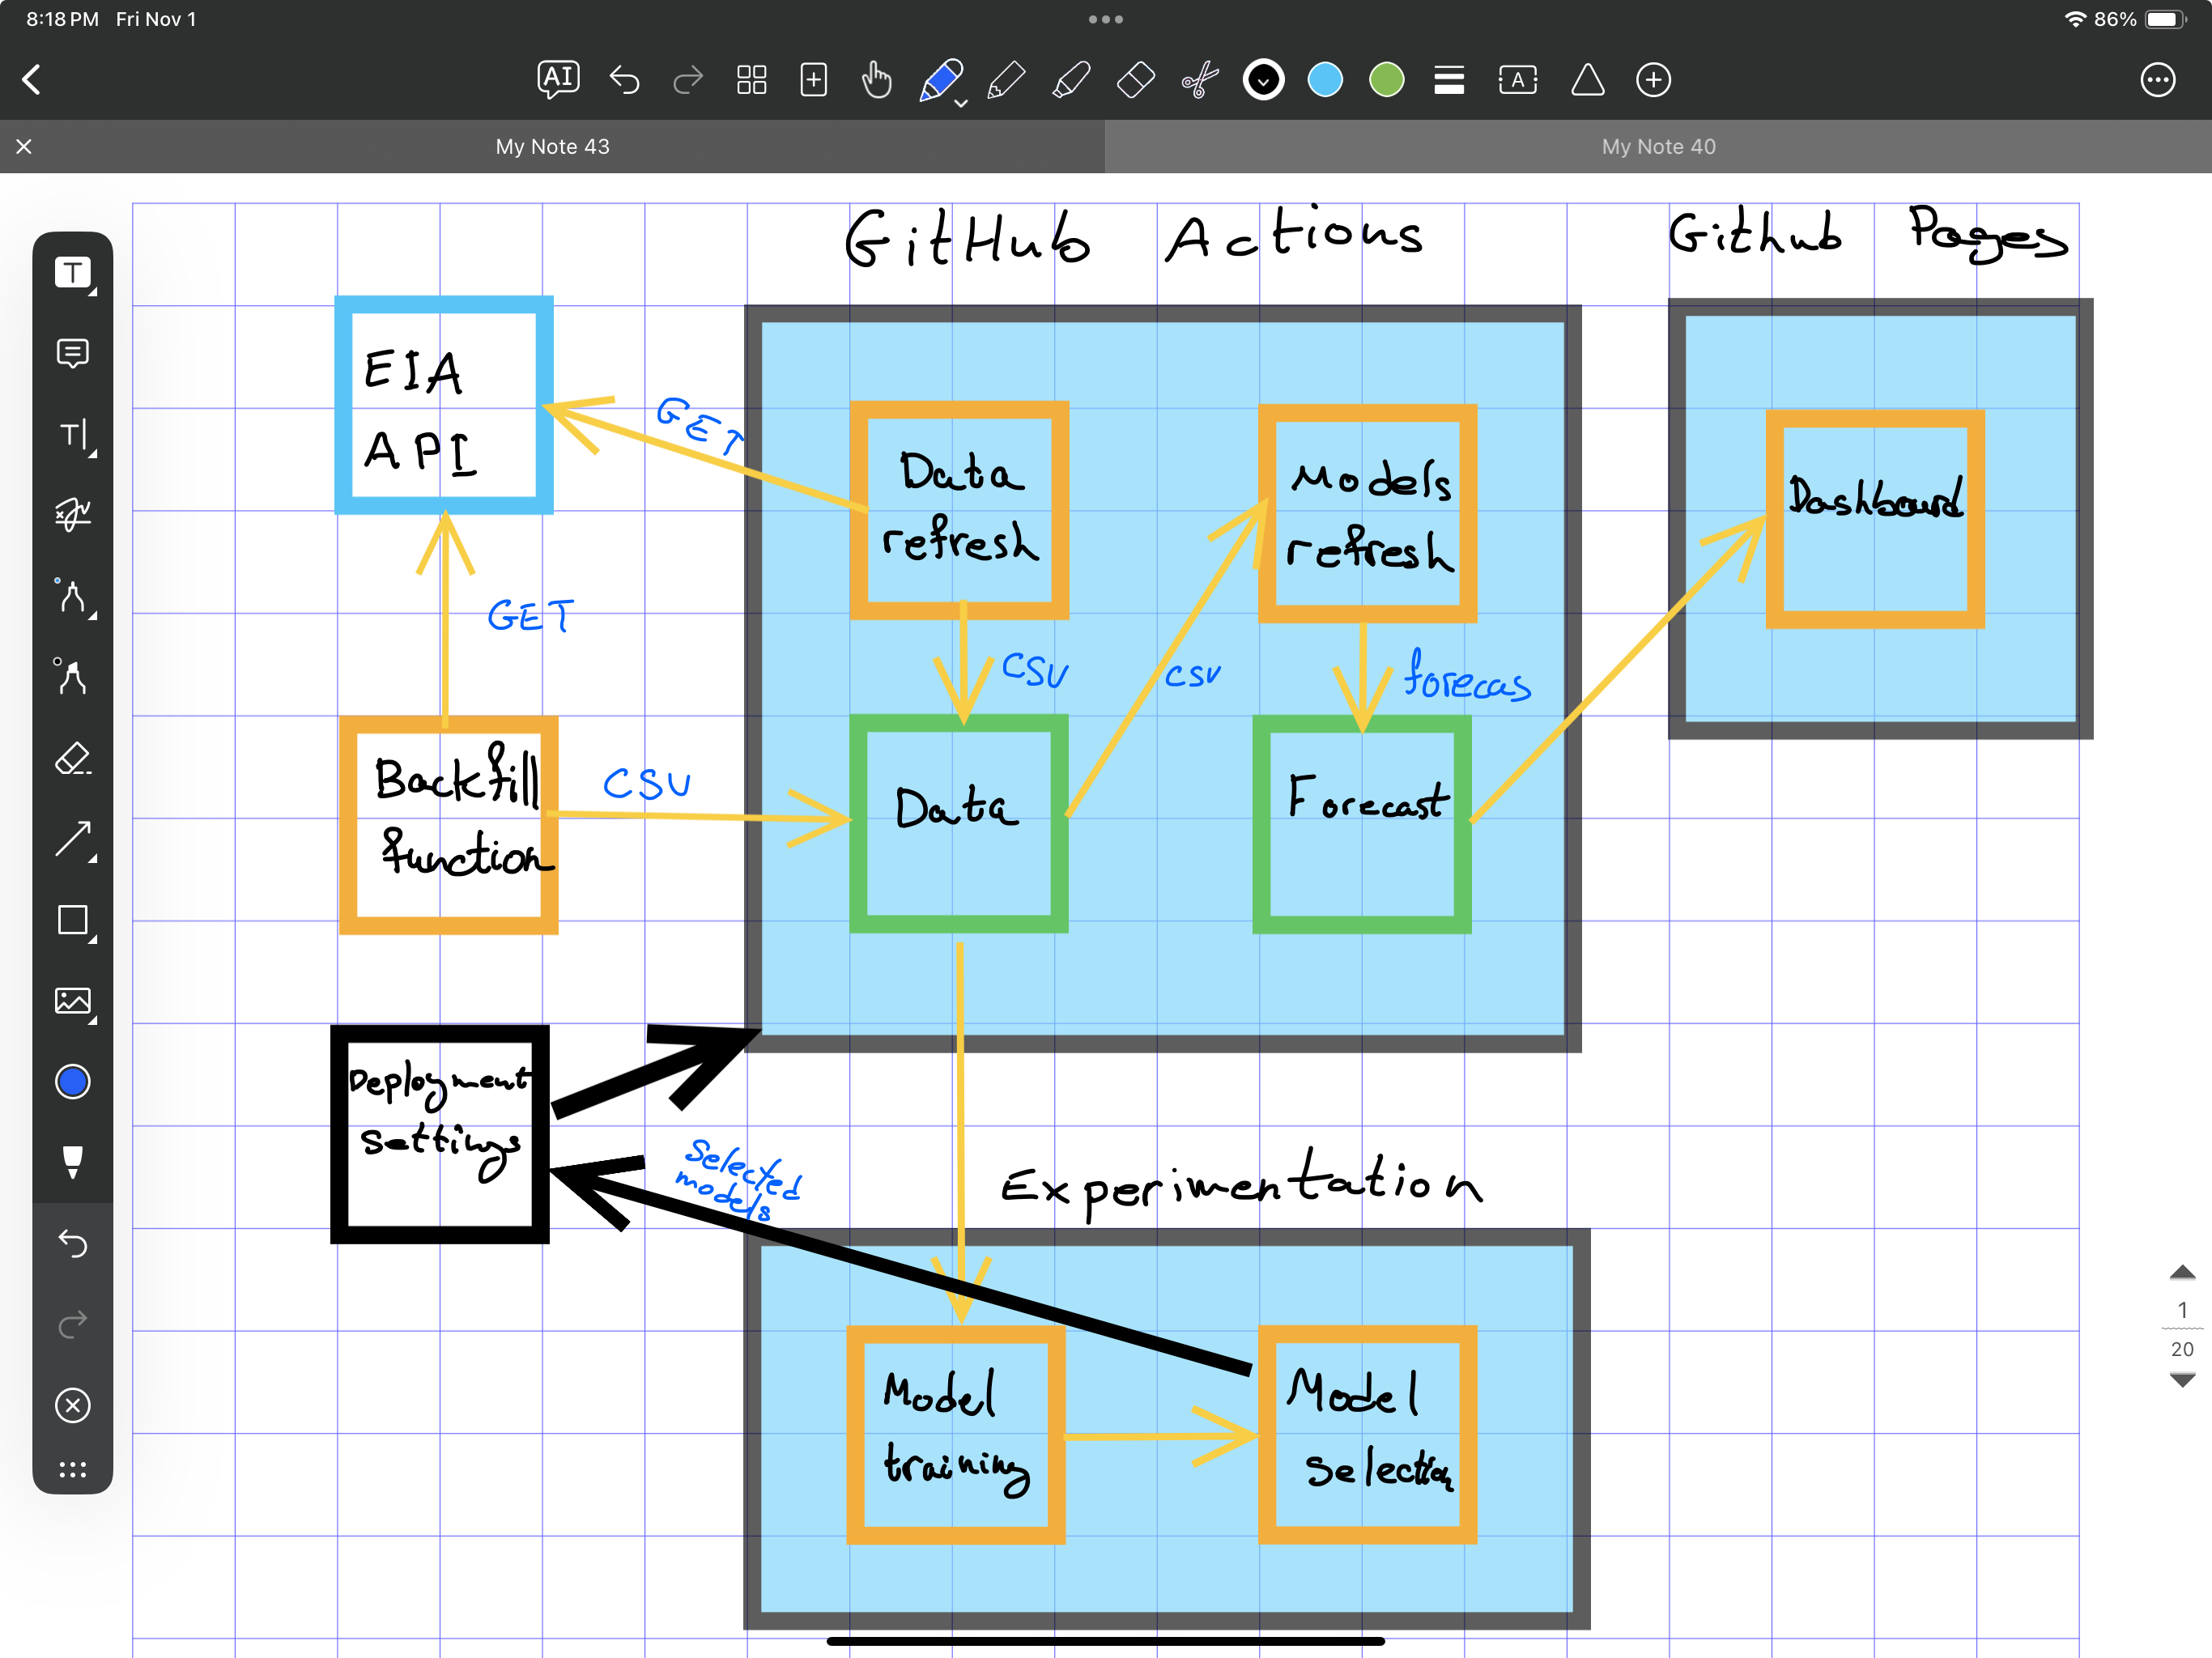 8:18 PM Fri Nov 1
86%
AI
A
My Note 43
My Note 40
T
T
GitHub Actions
Github Pages
EIA
API
GET
Data
refresh
Models
refresh
Dashboard
GET
CSV
csv
forecas
Backfill
function
CSV
Data
Forecast
Deployment
settings
Selected
models
Experimentation
1
20
Model
training
Model
selection